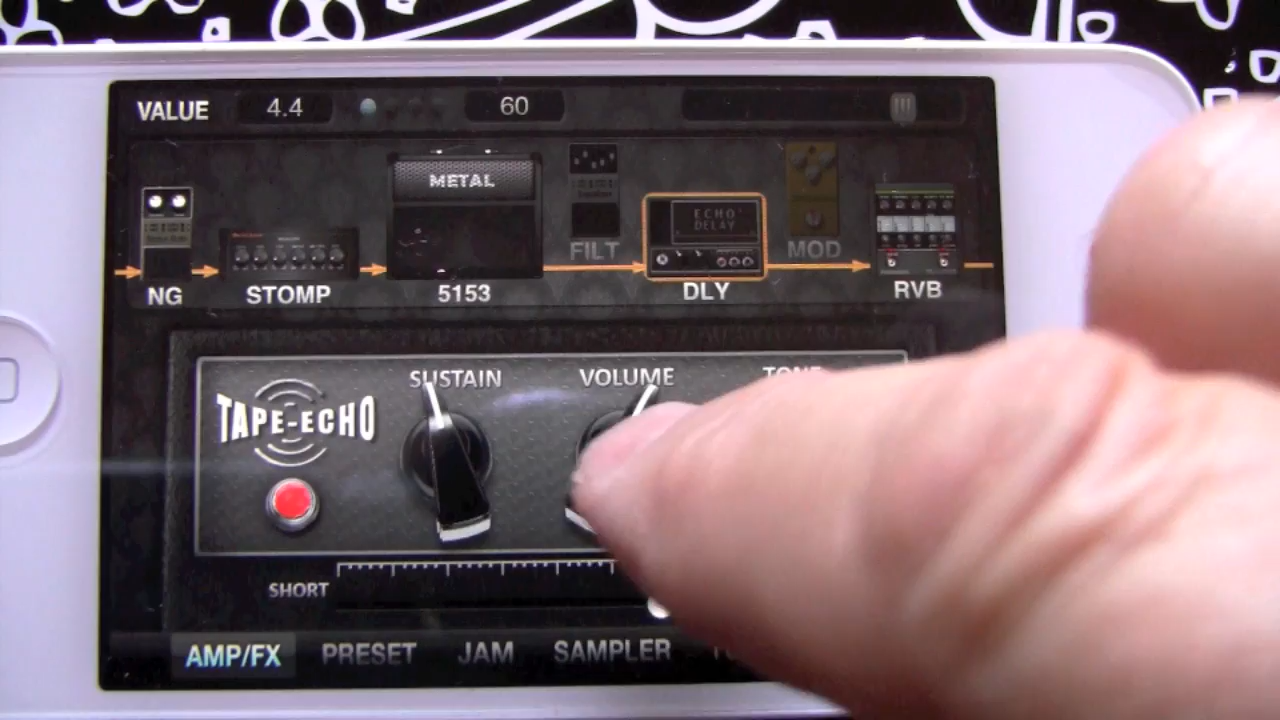 VALUE 4.4 60
METAL
ECHO
DELAY
FILT MOD
NG STOMP 5153 DLY RVB
SUSTAIN VOLUME TONE
TAPE-ECHO
SHORT
AMP/FX PRESET JAM SAMPLER